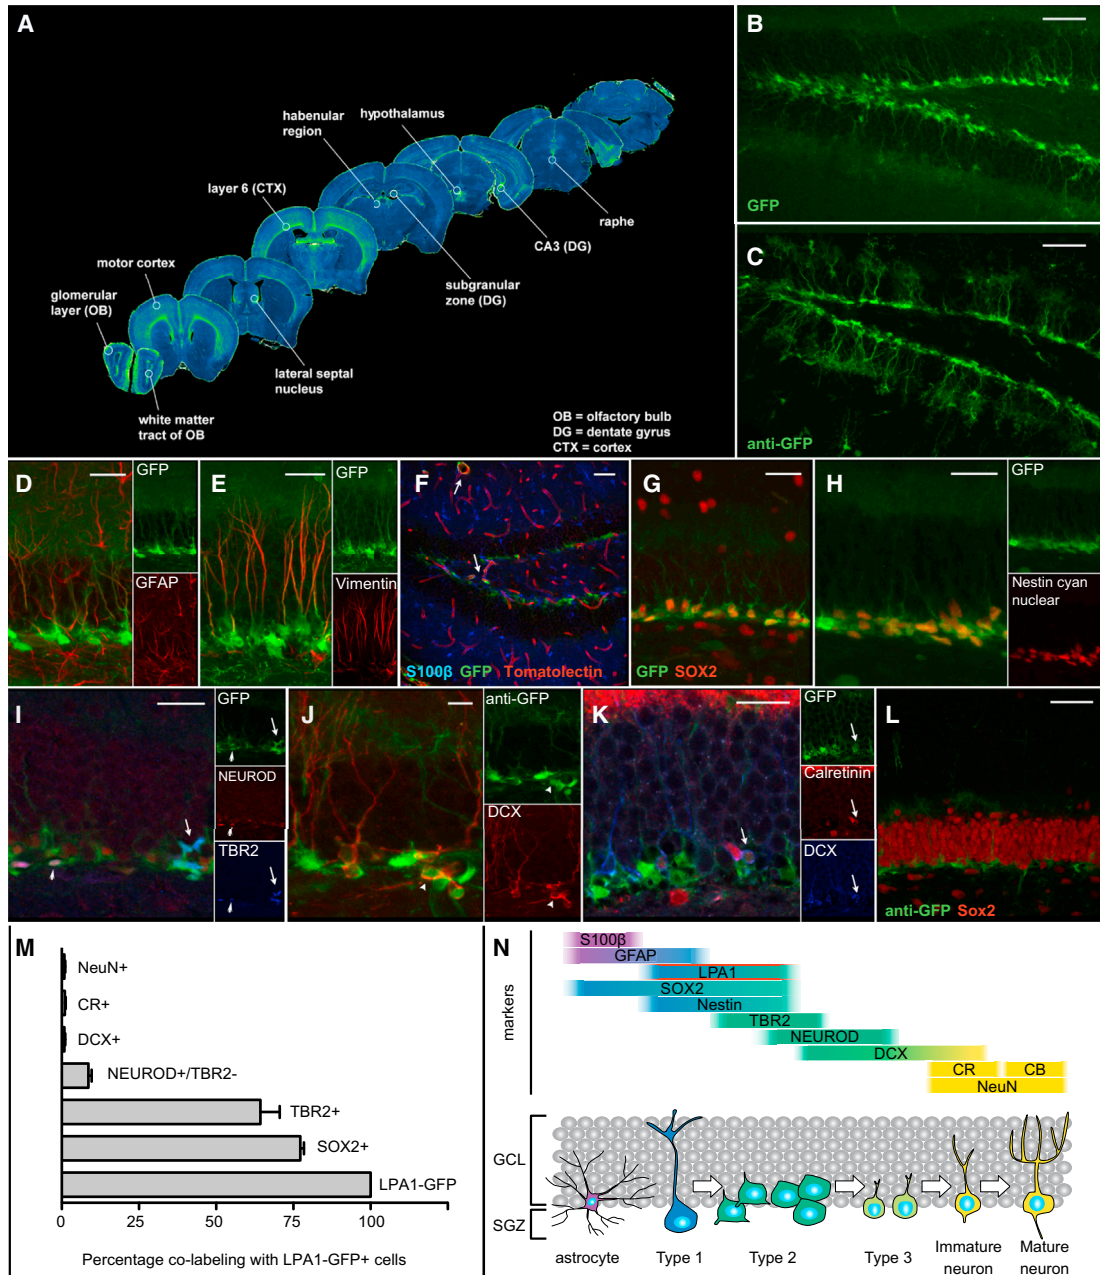 A
habenular
region
hypothalamus
layer 6 (CTX)
motor cortex
glomerular
layer (OB)
raphe
CA3 (DG)
subgranular
zone (DG)
lateral septal
nucleus
white matter
tract of OB
OB = olfactory bulb
DG = dentate gyrus
CTX = cortex
B
GFP
C
anti-GFP
D
GFP
GFAP
E
GFP
Vimentin
F
S100β GFP Tomatolectin
G
GFP SOX2
H
GFP
Nestin cyan
nuclear
I
GFP
NEUROD
TBR2
J
anti-GFP
DCX
K
GFP
Calretinin
DCX
L
anti-GFP Sox2
M
NeuN+
CR+
DCX+
NEUROD+/TBR2-
TBR2+
SOX2+
LPA1-GFP
0 25 50 75 100
Percentage co-labeling with LPA1-GFP+ cells
N
markers
S100β
GFAP
LPA1
SOX2
Nestin
TBR2
NEUROD
DCX
CR CB
NeuN
GCL
SGZ
astrocyte Type 1 Type 2 Type 3 Immature neuron Mature neuron